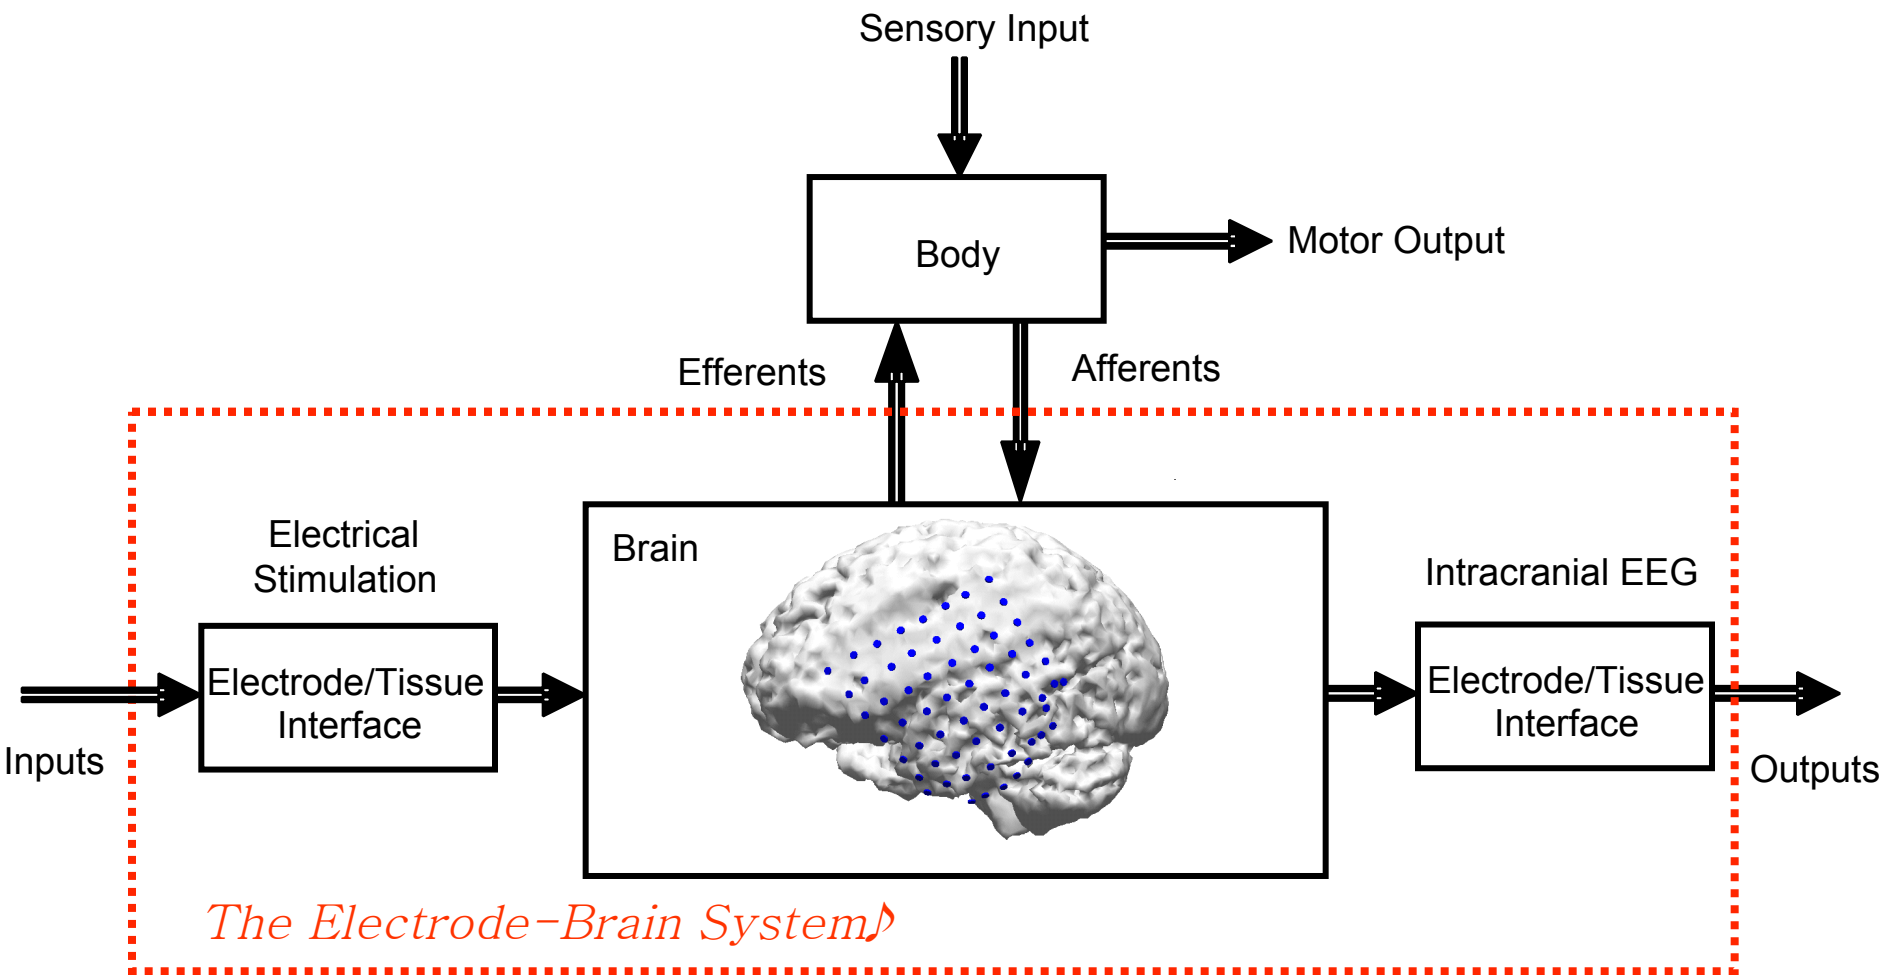 Sensory Input
Body
Motor Output
Efferents
Afferents
Electrical
Stimulation
Brain
Intracranial EEG
Electrode/Tissue
Interface
Electrode/Tissue
Interface
Inputs
Outputs
The Electrode-Brain System♪